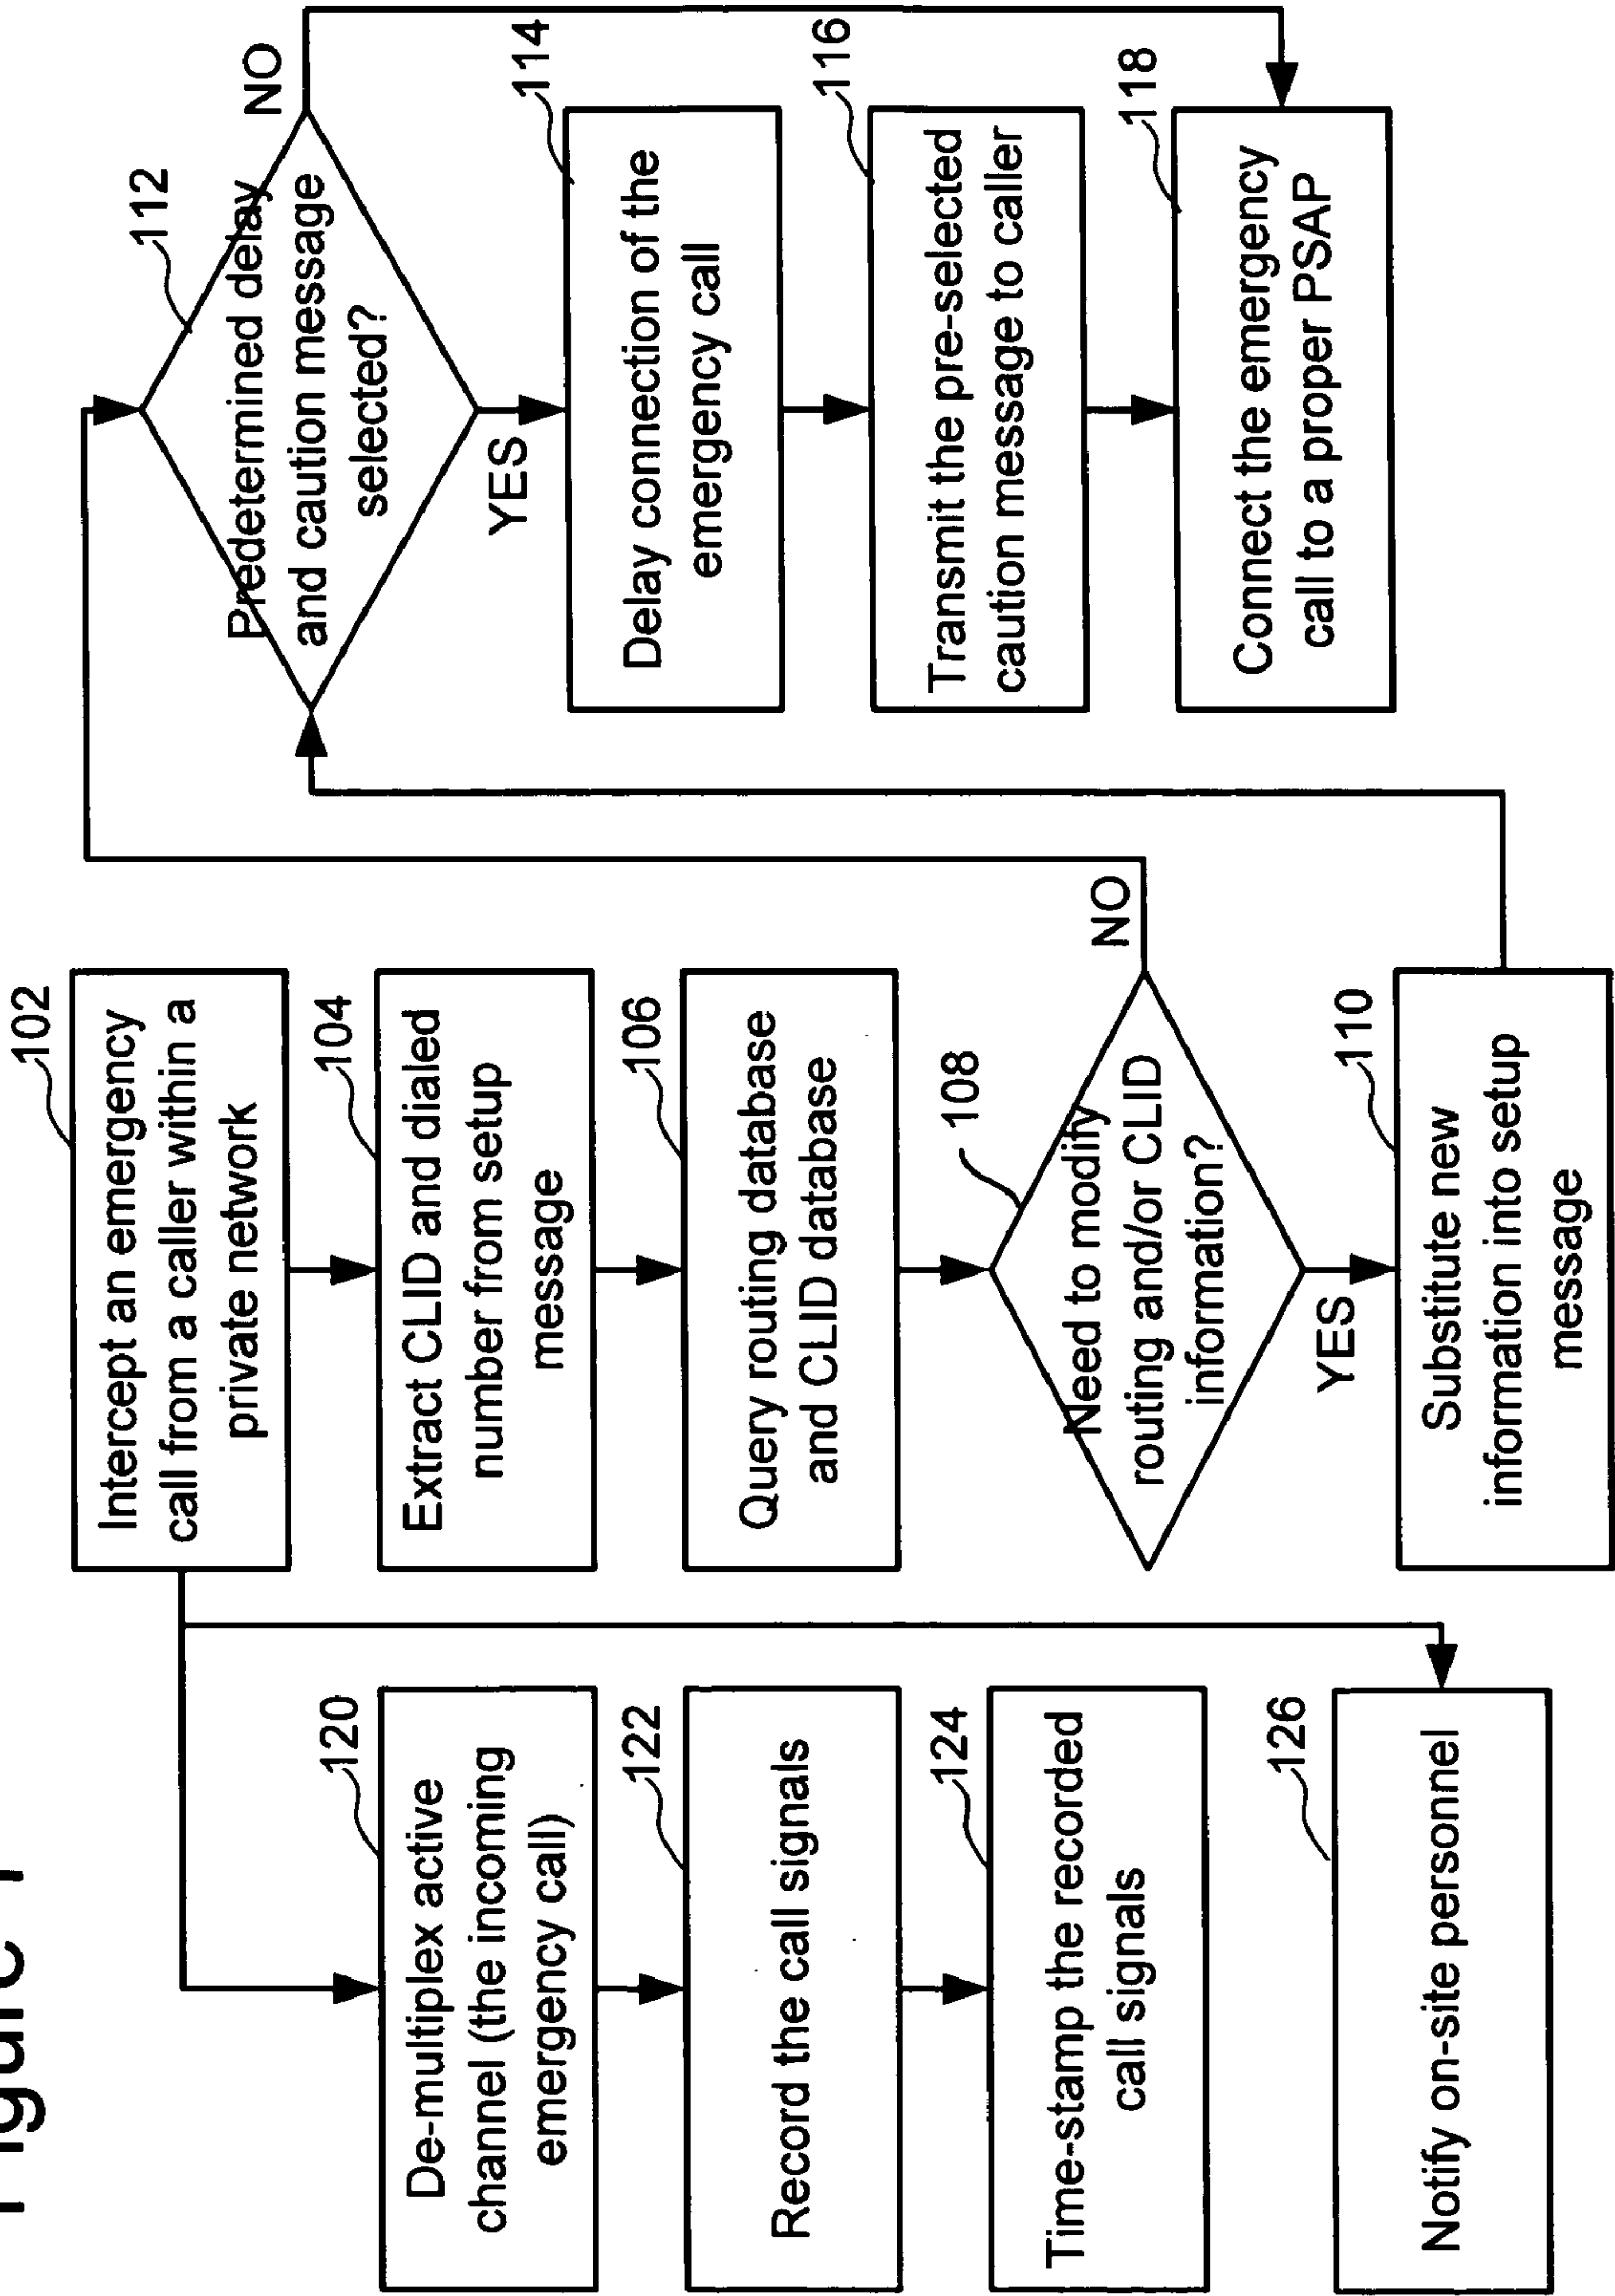 Figure 1
102
Intercept an emergency
call from a caller within a
private network
104
Extract CLID and dialed
number from setup
message
106
Query routing database
and CLID database
108
Need to modify
routing and/or CLID
information?
NO
YES
110
Substitute new
information into setup
message
112
Predetermined delay
and caution message
selected?
NO
YES
114
Delay connection of the
emergency call
116
Transmit the pre-selected
caution message to caller
118
Connect the emergency
call to a proper PSAP
120
De-multiplex active
channel (the incoming
emergency call)
122
Record the call signals
124
Time-stamp the recorded
call signals
126
Notify on-site personnel